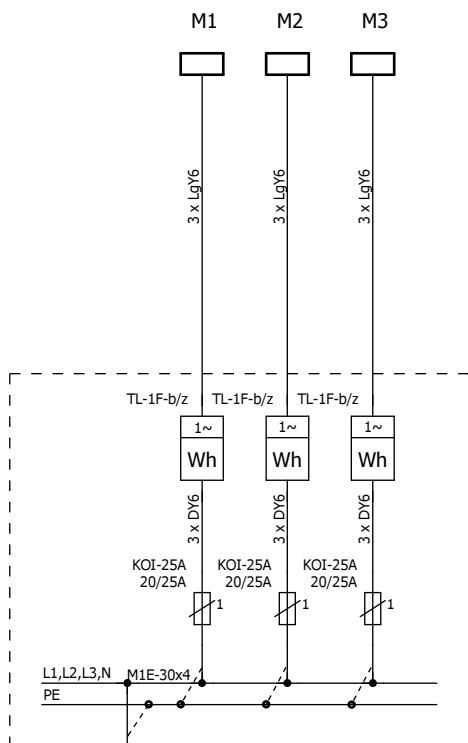 M1 M2 M3
3 x LgY6 3 x LgY6 3 x LgY6
TL-1F-b/z TL-1F-b/z TL-1F-b/z
1~ 1~ 1~
Wh Wh Wh
3 x DY6 3 x DY6 3 x DY6
KOI-25A KOI-25A KOI-25A
20/25A 20/25A 20/25A
1 1 1
L1,L2,L3,N M1E-30x4
PE